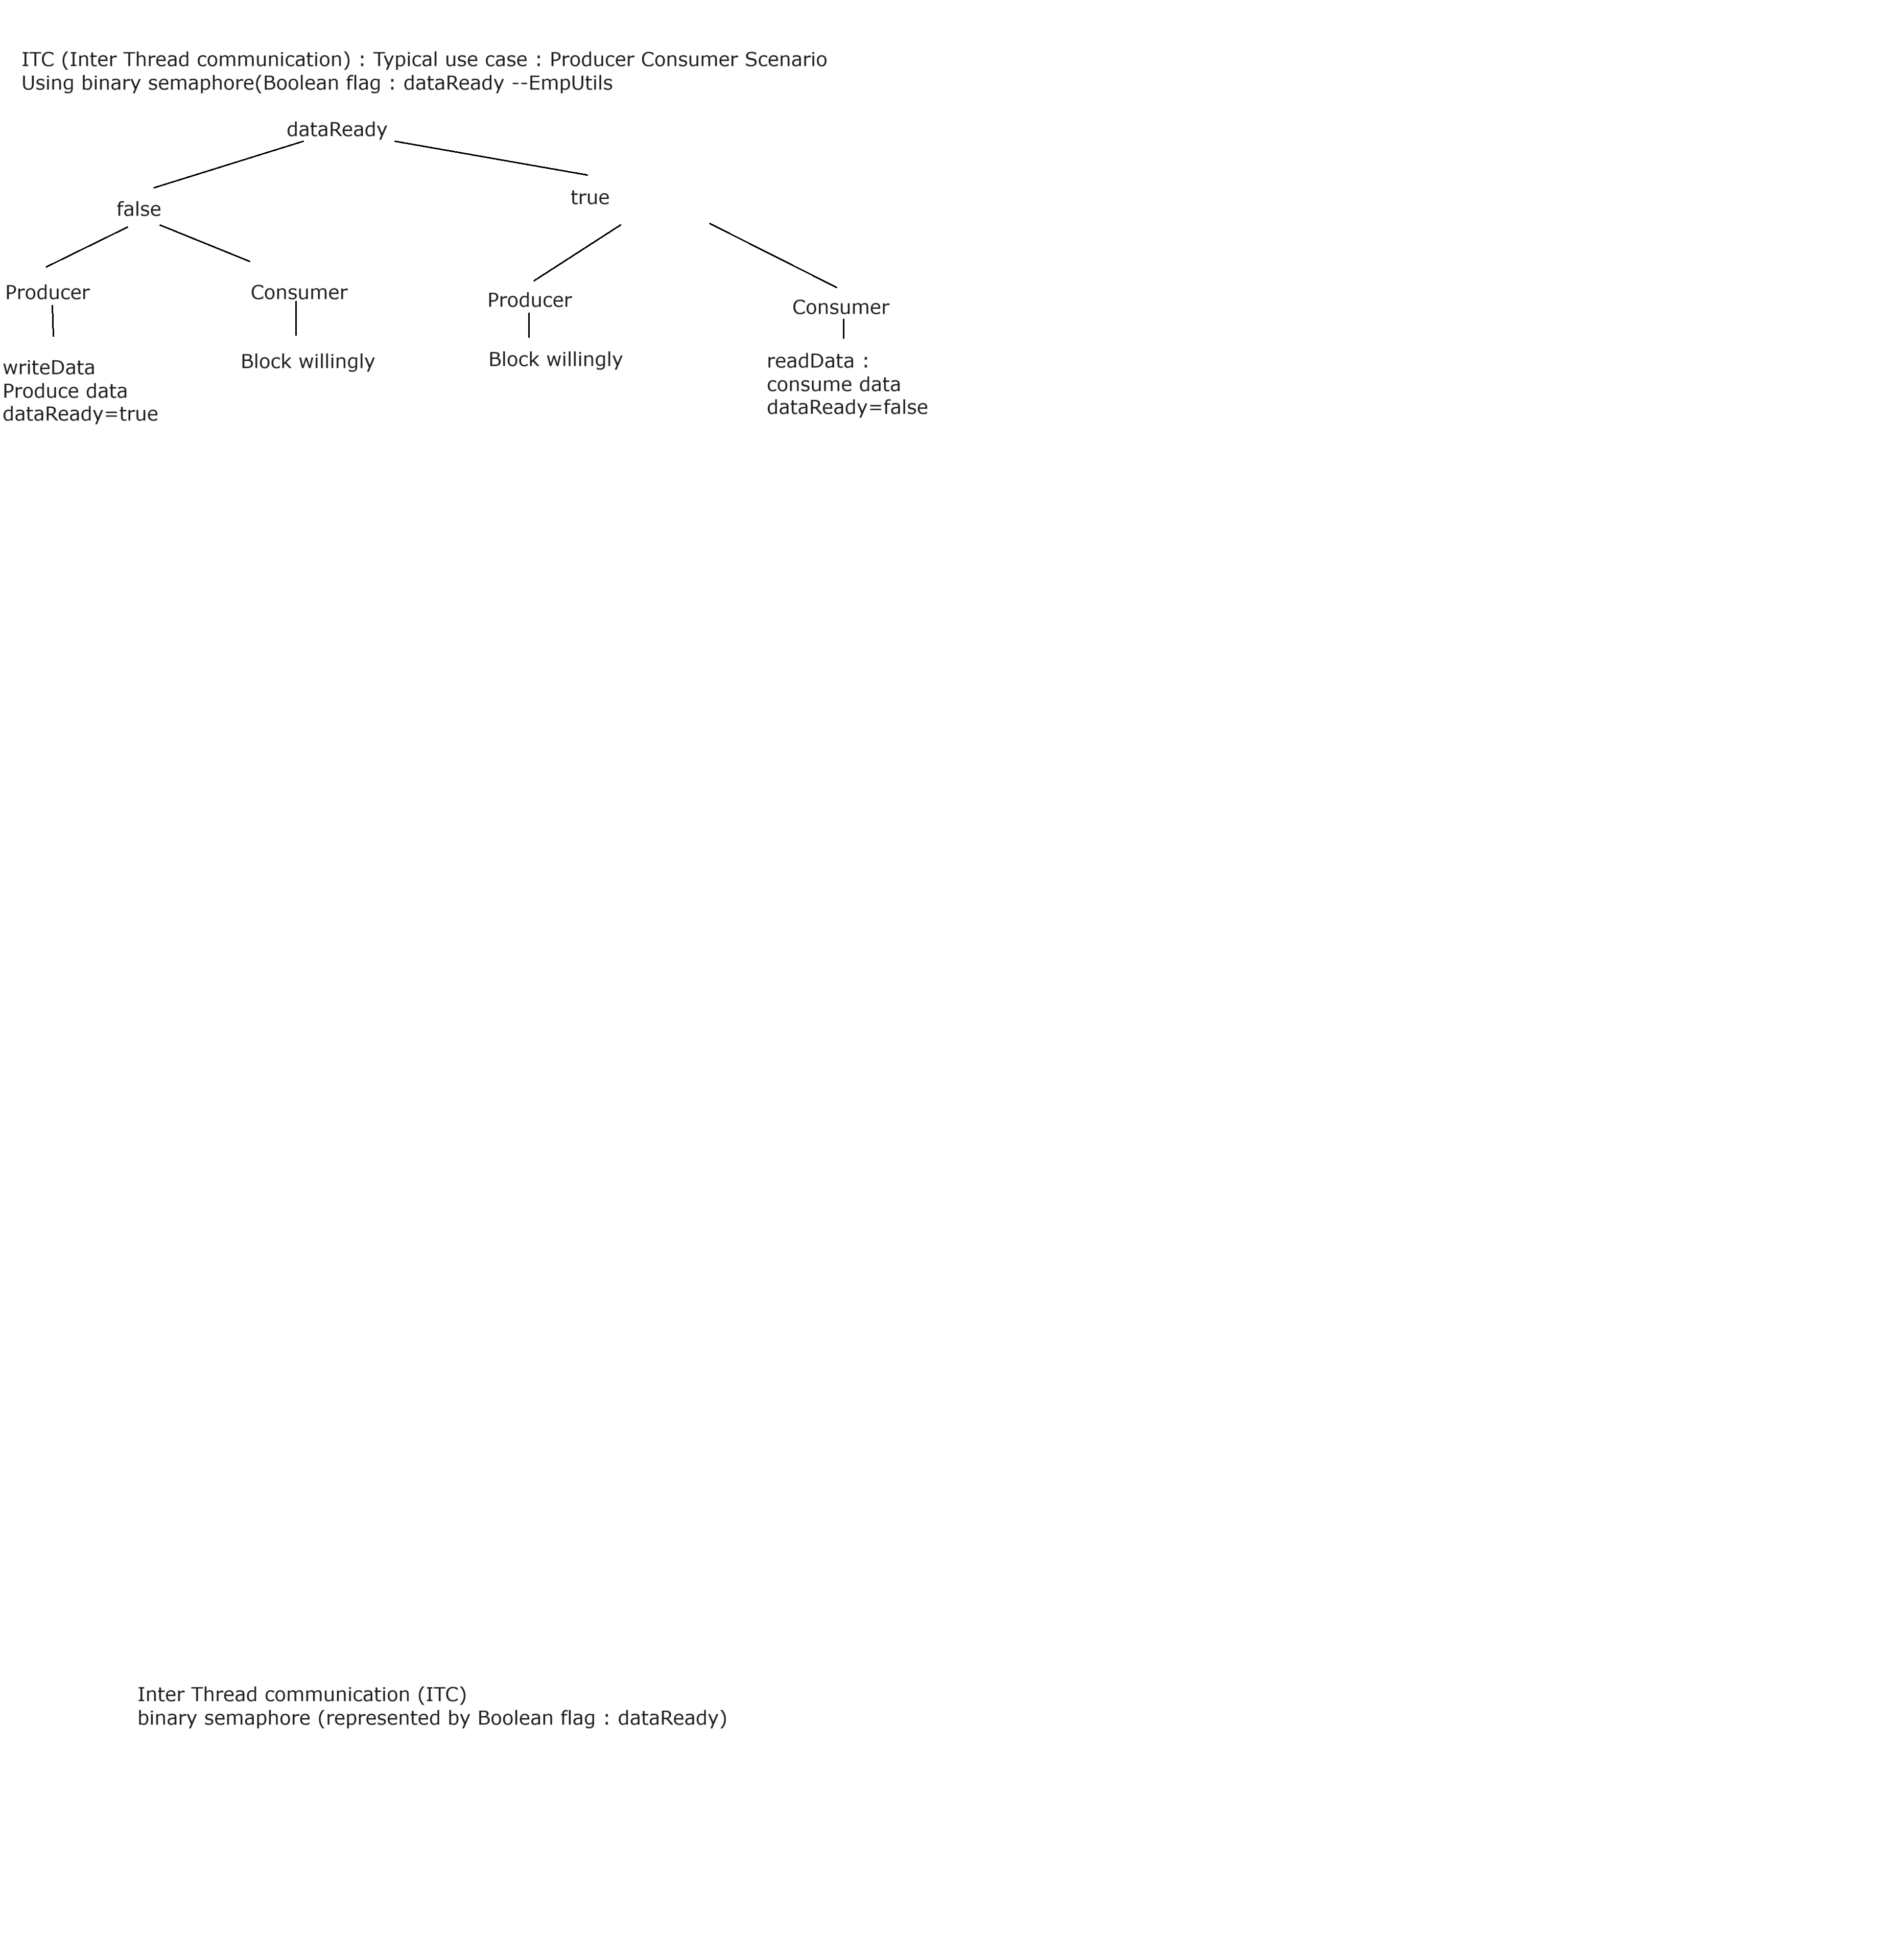 ITC (Inter Thread communication) : Typical use case : Producer Consumer Scenario
Using binary semaphore(Boolean flag : dataReady --EmpUtils
dataReady
false
true
Producer
Consumer
Producer
Consumer
writeData
Produce data
dataReady=true
Block willingly
Block willingly
readData :
consume data
dataReady=false
Inter Thread communication (ITC)
binary semaphore (represented by Boolean flag : dataReady)